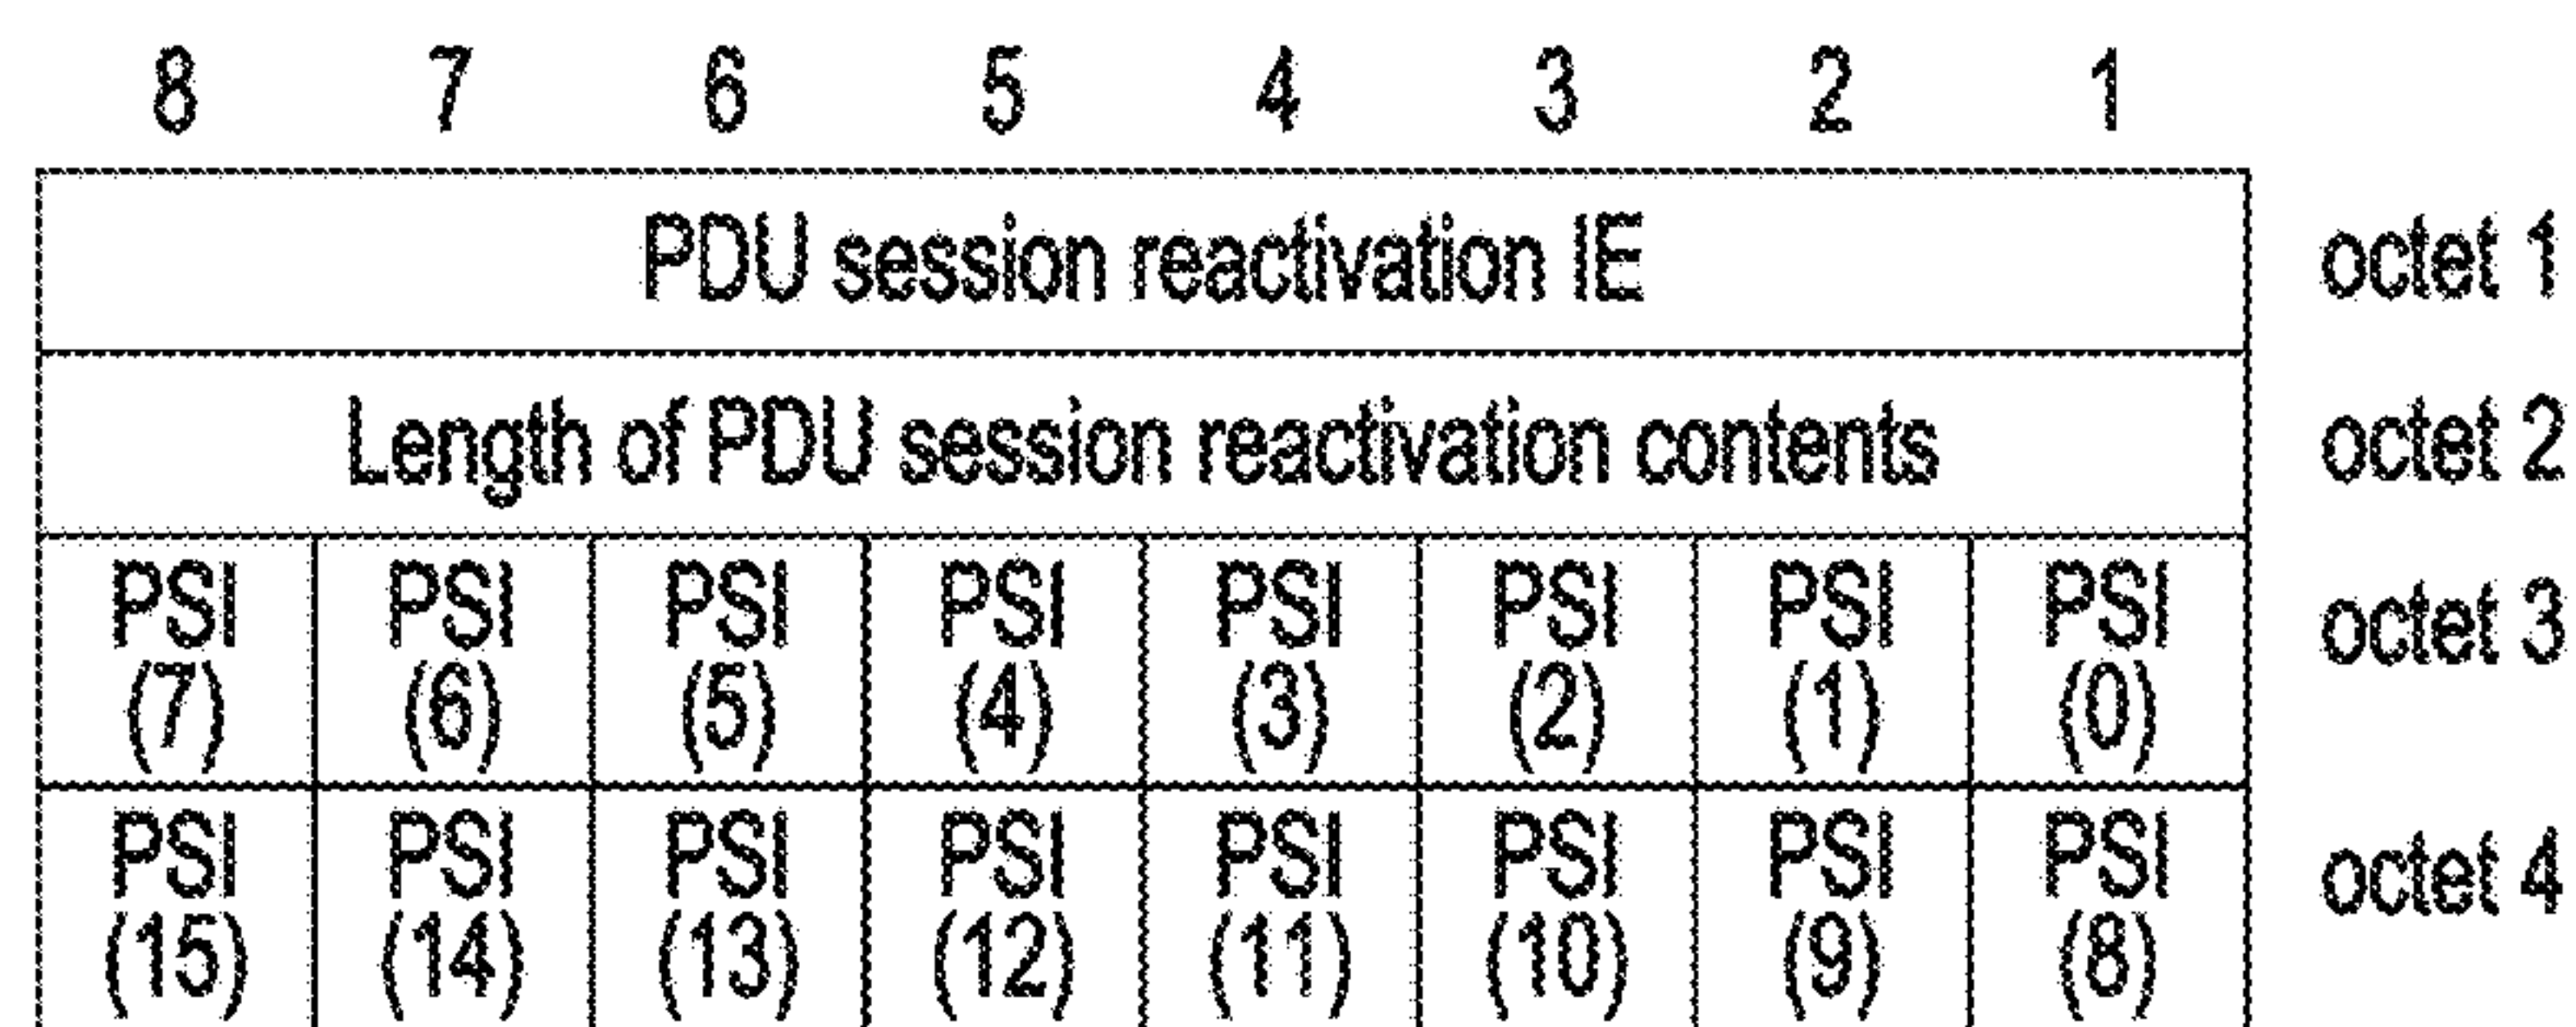 8 7 6 5 4 3 2 1
PDU session reactivation IE octet 1
Length of PDU session reactivation contents octet 2
PSI PSI PSI PSI PSI PSI PSI PSI octet 3
(7) (6) (5) (4) (3) (2) (1) (0)
PSI PSI PSI PSI PSI PSI PSI PSI octet 4
(15) (14) (13) (12) (11) (10) (9) (8)